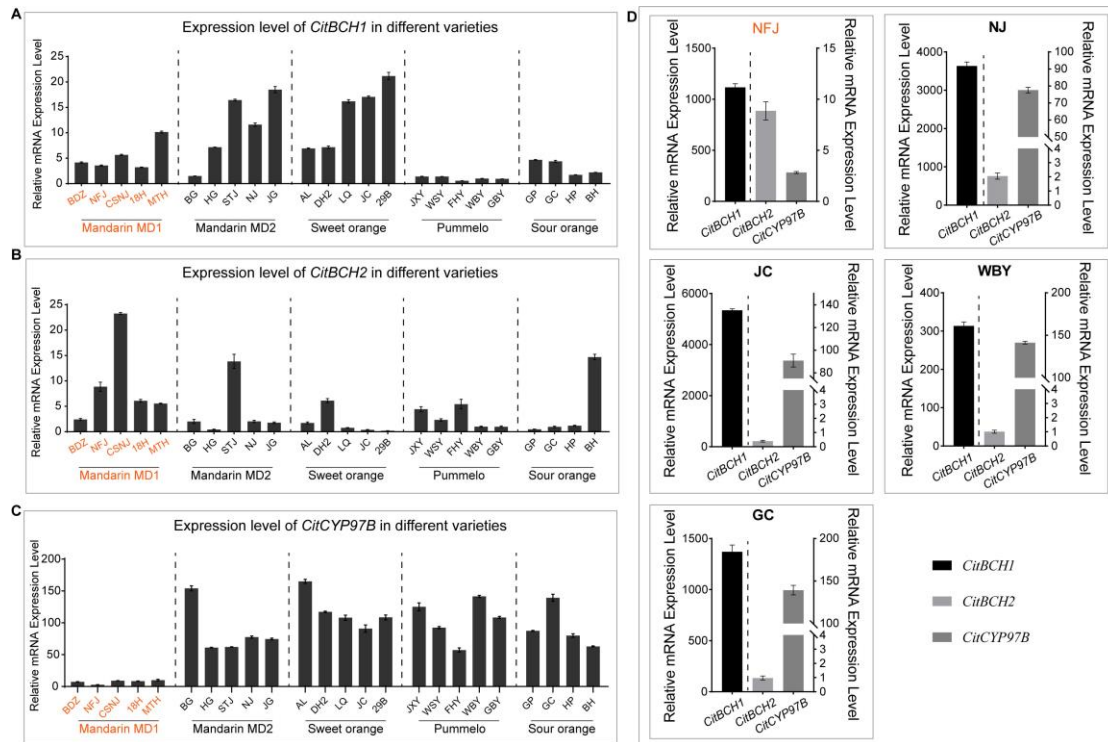 A
Expression level of CitBCH1 in different varieties
Relative mRNA Expression Level
25
20
15
10
5
0
BDZ NFJ CSNJ 18H MTH BG HG STJ NJ JG AL DH2 LQ JC 29B JXY WSY FHY WBY GBY GP GC HP BH
Mandarin MD1 Mandarin MD2 Sweet orange Pummelo Sour orange
B
Expression level of CitBCH2 in different varieties
Relative mRNA Expression Level
25
20
15
10
5
0
BDZ NFJ CSNJ 18H MTH BG HG STJ NJ JG AL DH2 LQ JC 29B JXY WSY FHY WBY GBY GP GC HP BH
Mandarin MD1 Mandarin MD2 Sweet orange Pummelo Sour orange
C
Expression level of CitCYP97B in different varieties
Relative mRNA Expression Level
200
150
100
50
0
BDZ NFJ CSNJ 18H MTH BG HG STJ NJ JG AL DH2 LQ JC 29B JXY WSY FHY WBY GBY GP GC HP BH
Mandarin MD1 Mandarin MD2 Sweet orange Pummelo Sour orange
D
NFJ
Relative mRNA Expression Level
1500
1000
500
0
15
10
5
0
Relative mRNA Expression Level
CitBCH1 CitBCH2 CitCYP97B
NJ
Relative mRNA Expression Level
4000
3000
2000
1000
0
100
90
80
70
60
50
4
3
2
1
0
Relative mRNA Expression Level
CitBCH1 CitBCH2 CitCYP97B
JC
Relative mRNA Expression Level
6000
4000
2000
0
140
120
100
80
4
3
2
1
0
Relative mRNA Expression Level
CitBCH1 CitBCH2 CitCYP97B
WBY
Relative mRNA Expression Level
400
300
200
100
0
200
150
100
4
3
2
1
0
Relative mRNA Expression Level
CitBCH1 CitBCH2 CitCYP97B
GC
Relative mRNA Expression Level
1500
1000
500
0
200
150
100
4
3
2
1
0
Relative mRNA Expression Level
CitBCH1 CitBCH2 CitCYP97B
CitBCH1
CitBCH2
CitCYP97B